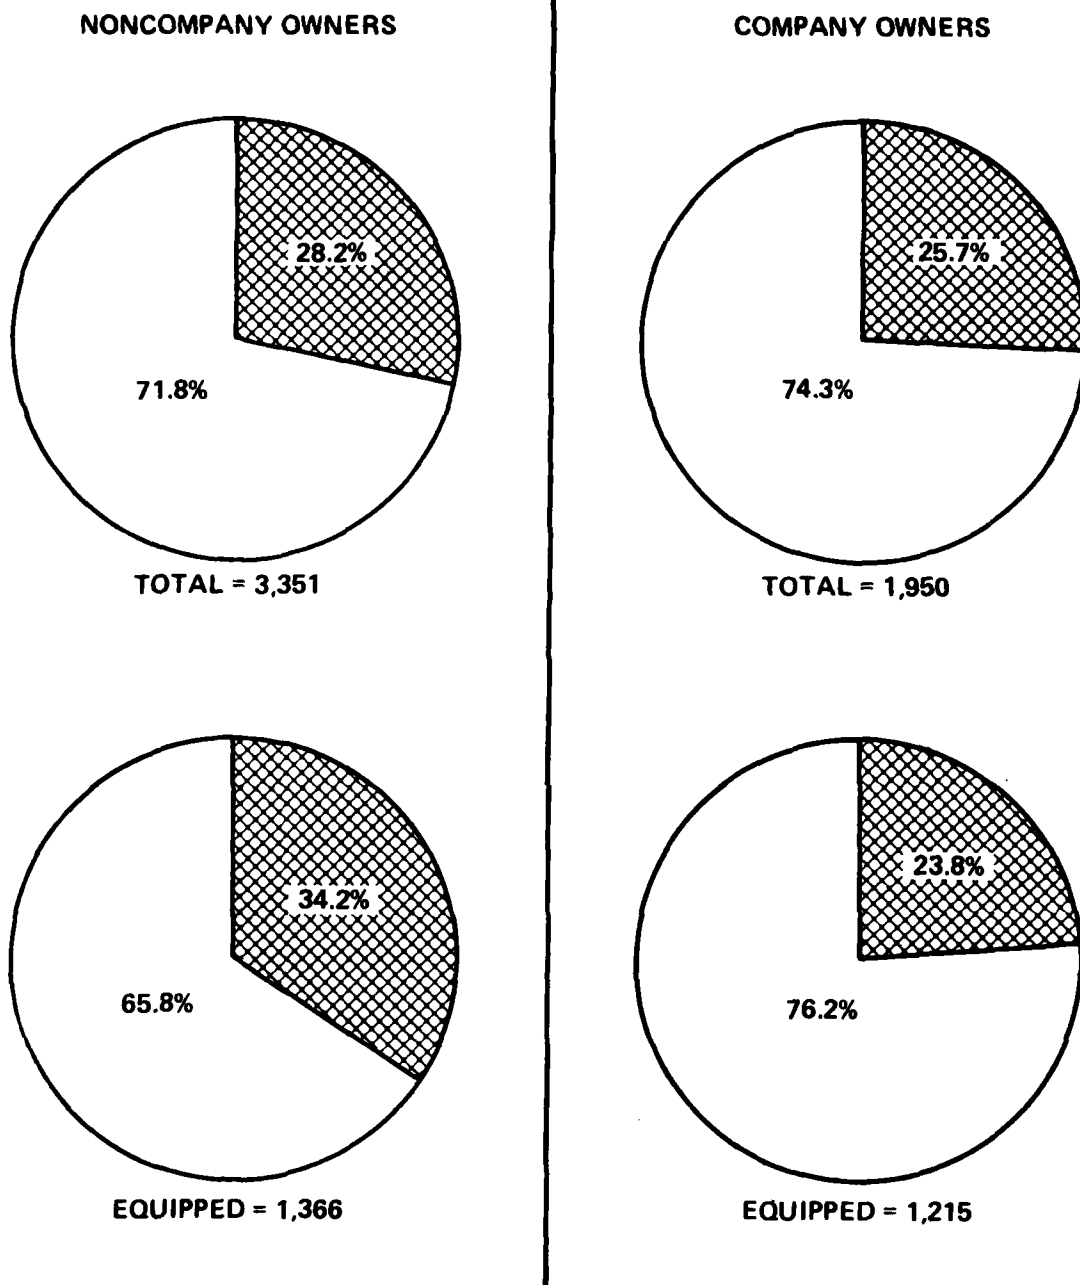 NONCOMPANY OWNERS
28.2%
71.8%
TOTAL = 3,351
34.2%
65.8%
EQUIPPED = 1,366
COMPANY OWNERS
25.7%
74.3%
TOTAL = 1,950
23.8%
76.2%
EQUIPPED = 1,215